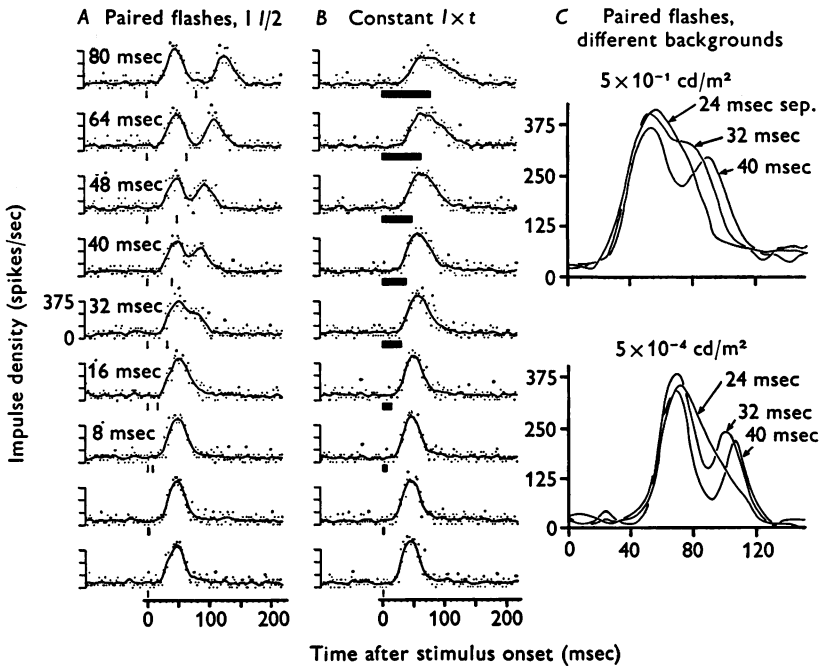 A Paired flashes, 1 I/2
80 msec
64 msec
48 msec
40 msec
375
32 msec
0
16 msec
8 msec
0 100 200
B Constant I × t
0 100 200
Impulse density (spikes/sec)
Time after stimulus onset (msec)
C Paired flashes,
different backgrounds
5 × 10⁻¹ cd/m²
375
250
125
0
24 msec sep.
32 msec
40 msec
5 × 10⁻⁴ cd/m²
375
250
125
0
24 msec
32 msec
40 msec
0 40 80 120